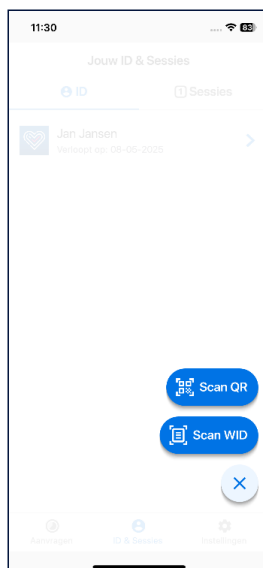 11:30
83
Jouw ID & Sessies
ID
Sessies
Jan Jansen
Verloopt op: 08-05-2028
Scan QR
Scan WID
Aanvragen
ID & Sessies
Instellingen